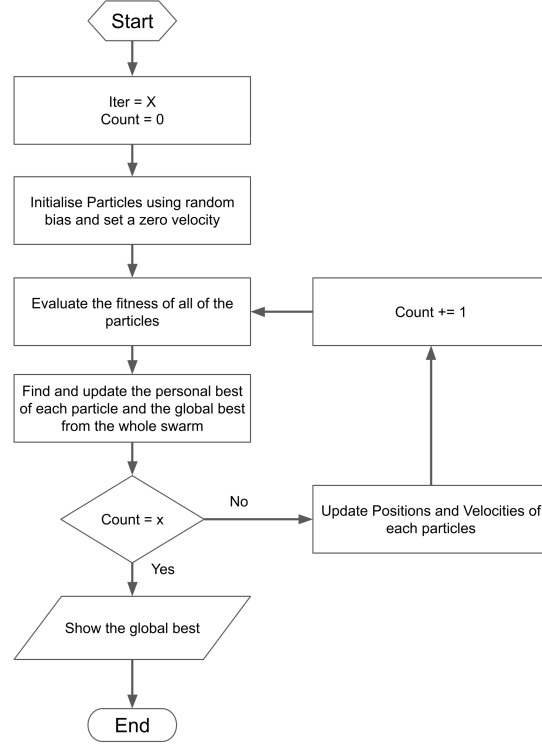 Start
Iter = X
Count = 0
Initialise Particles using random
bias and set a zero velocity
Evaluate the fitness of all of the
particles
Count += 1
Find and update the personal best
of each particle and the global best
from the whole swarm
Count = x
No
Update Positions and Velocities of
each particles
Yes
Show the global best
End